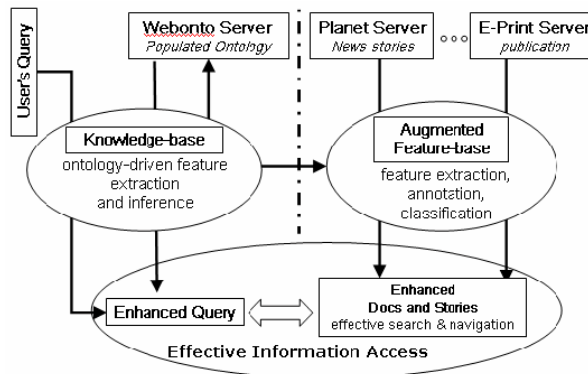 User's Query
Webonto Server
Populated Ontology
Planet Server
News stories
E-Print Server
publication
Knowledge-base
ontology-driven feature
extraction
and inference
Augmented
Feature-base
feature extraction,
annotation,
classification
Enhanced Query
Enhanced
Docs and Stories
effective search & navigation
Effective Information Access